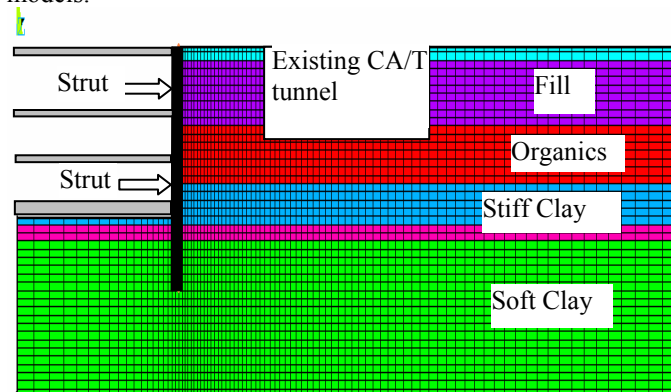 models.
Z
Existing CA/T
tunnel
Strut
Fill
Organics
Strut
Stiff Clay
Soft Clay